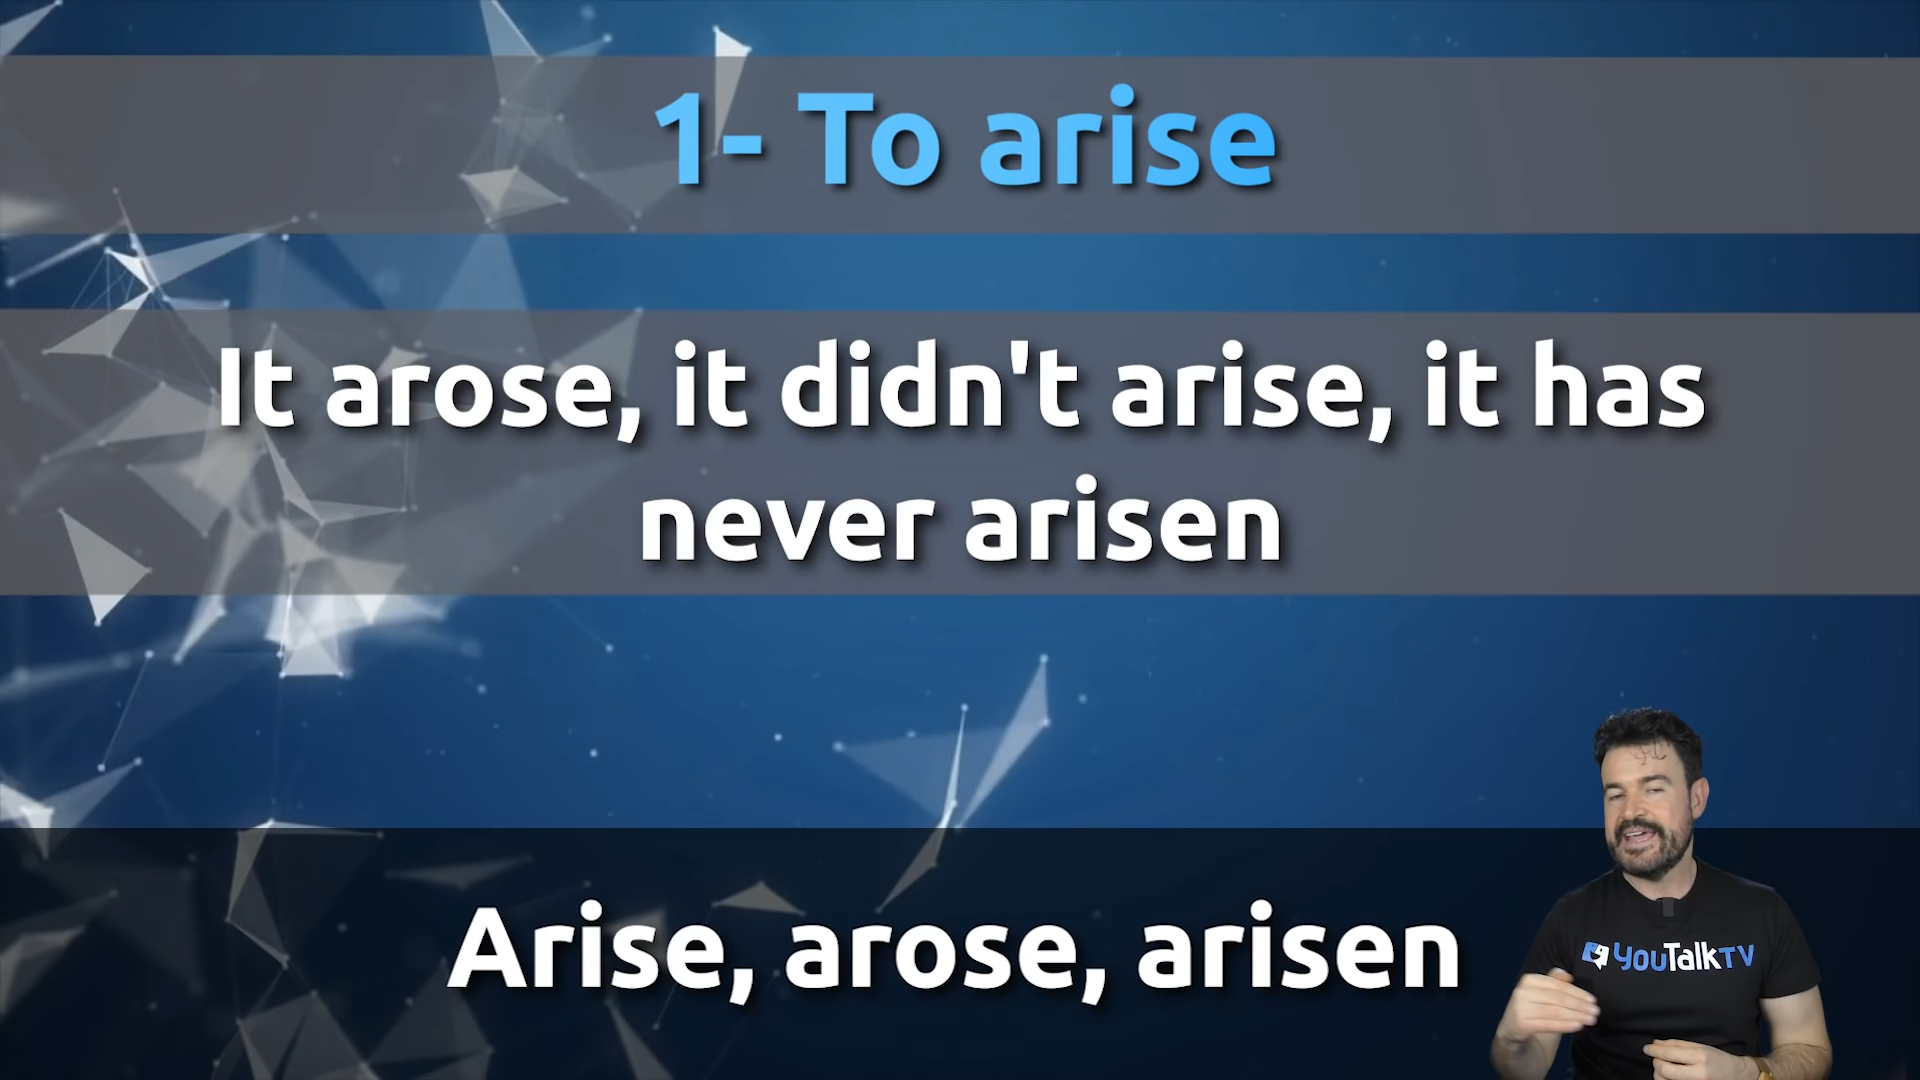 1- To arise
It arose, it didn't arise, it has
never arisen
Arise, arose, arisen
YouTalkTV